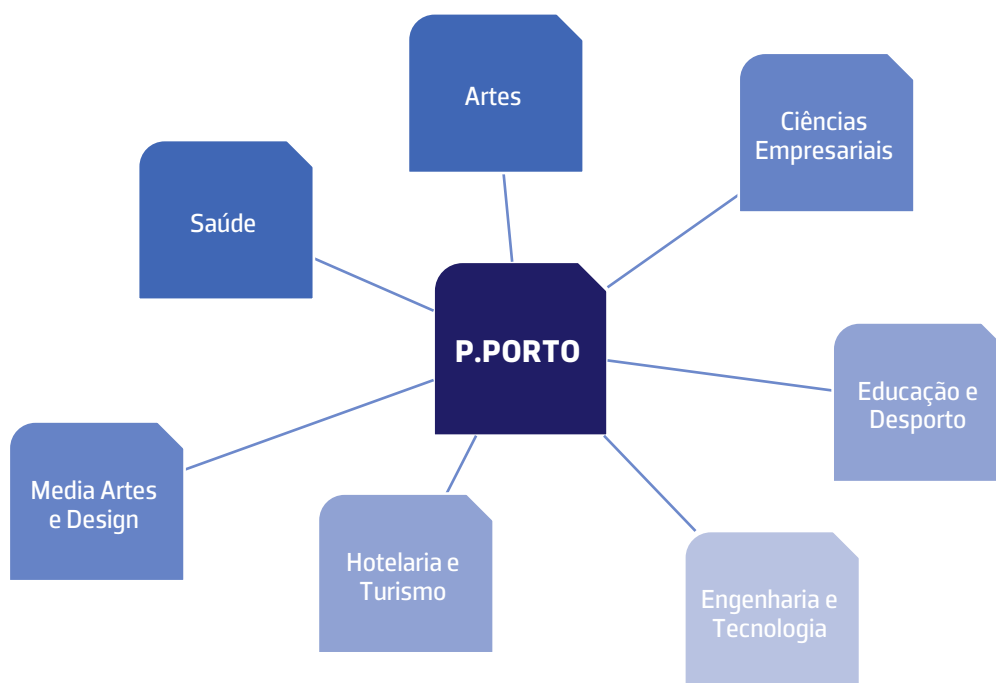 Artes
Ciências
Empresariais
Saúde
P.PORTO
Educação e
Desporto
Media Artes
e Design
Hotelaria e
Turismo
Engenharia e
Tecnologia